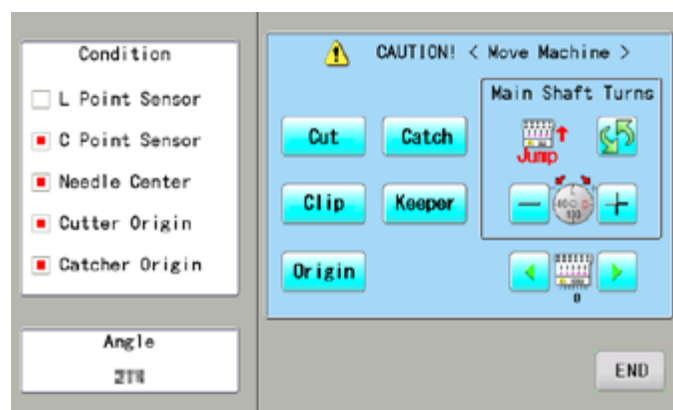 Condition
L Point Sensor
C Point Sensor
Needle Center
Cutter Origin
Catcher Origin
Angle
CAUTION! < Move Machine >
Main Shaft Turns
Cut
Catch
Jump
Clip
Keeper
Origin
0
END